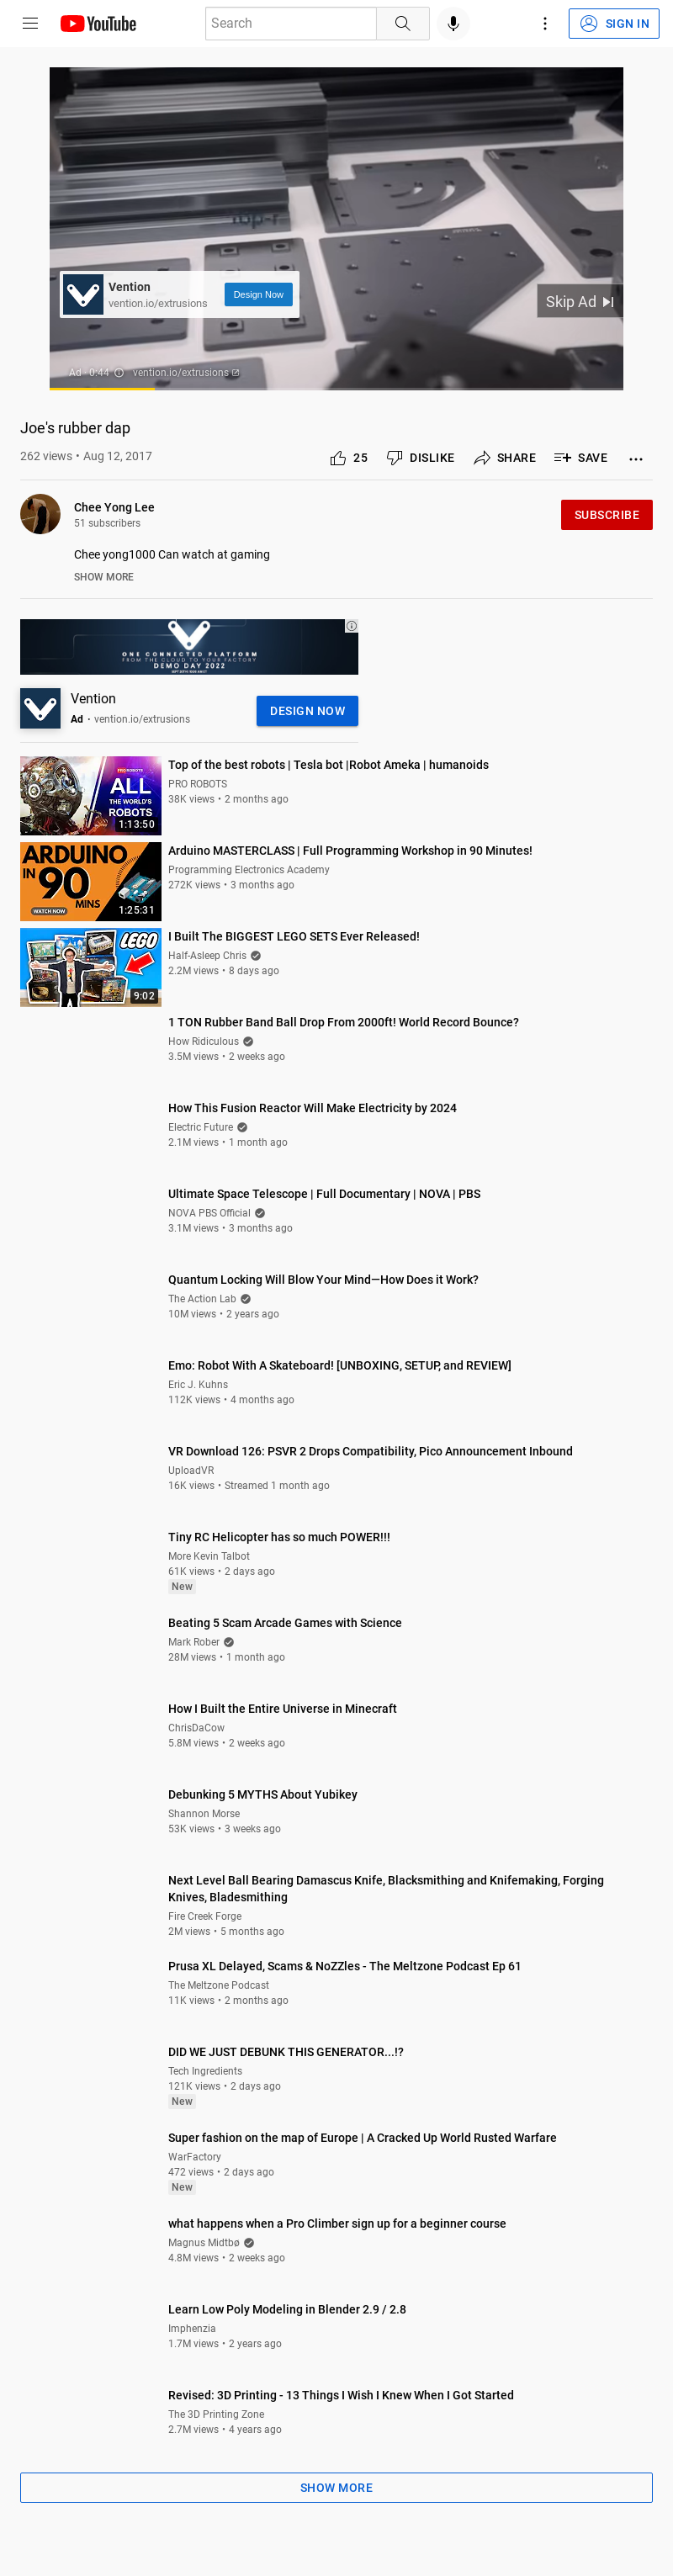 YouTube
Search
SIGN IN
Vention
vention.io/extrusions
Design Now
Skip Ad
Ad · 0:44 vention.io/extrusions
Joe's rubber dap
262 views • Aug 12, 2017
25 DISLIKE SHARE SAVE
Chee Yong Lee
51 subscribers
SUBSCRIBE
Chee yong1000 Can watch at gaming
SHOW MORE
ONE CONNECTED PLATFORM
FROM THE CLOUD TO YOUR FACTORY
DEMO DAY 2022
Vention
Ad • vention.io/extrusions
DESIGN NOW
PRO ROBOTS
ALL
THE WORLD'S
ROBOTS
1:13:50
Top of the best robots | Tesla bot |Robot Ameka | humanoids
PRO ROBOTS
38K views • 2 months ago
ARDUINO
IN 90
MINS
WATCH NOW
1:25:31
Arduino MASTERCLASS | Full Programming Workshop in 90 Minutes!
Programming Electronics Academy
272K views • 3 months ago
LEGO
9:02
I Built The BIGGEST LEGO SETS Ever Released!
Half-Asleep Chris
2.2M views • 8 days ago
1 TON Rubber Band Ball Drop From 2000ft! World Record Bounce?
How Ridiculous
3.5M views • 2 weeks ago
How This Fusion Reactor Will Make Electricity by 2024
Electric Future
2.1M views • 1 month ago
Ultimate Space Telescope | Full Documentary | NOVA | PBS
NOVA PBS Official
3.1M views • 3 months ago
Quantum Locking Will Blow Your Mind—How Does it Work?
The Action Lab
10M views • 2 years ago
Emo: Robot With A Skateboard! [UNBOXING, SETUP, and REVIEW]
Eric J. Kuhns
112K views • 4 months ago
VR Download 126: PSVR 2 Drops Compatibility, Pico Announcement Inbound
UploadVR
16K views • Streamed 1 month ago
Tiny RC Helicopter has so much POWER!!!
More Kevin Talbot
61K views • 2 days ago
New
Beating 5 Scam Arcade Games with Science
Mark Rober
28M views • 1 month ago
How I Built the Entire Universe in Minecraft
ChrisDaCow
5.8M views • 2 weeks ago
Debunking 5 MYTHS About Yubikey
Shannon Morse
53K views • 3 weeks ago
Next Level Ball Bearing Damascus Knife, Blacksmithing and Knifemaking, Forging
Knives, Bladesmithing
Fire Creek Forge
2M views • 5 months ago
Prusa XL Delayed, Scams & NoZZles - The Meltzone Podcast Ep 61
The Meltzone Podcast
11K views • 2 months ago
DID WE JUST DEBUNK THIS GENERATOR...!?
Tech Ingredients
121K views • 2 days ago
New
Super fashion on the map of Europe | A Cracked Up World Rusted Warfare
WarFactory
472 views • 2 days ago
New
what happens when a Pro Climber sign up for a beginner course
Magnus Midtbø
4.8M views • 2 weeks ago
Learn Low Poly Modeling in Blender 2.9 / 2.8
Imphenzia
1.7M views • 2 years ago
Revised: 3D Printing - 13 Things I Wish I Knew When I Got Started
The 3D Printing Zone
2.7M views • 4 years ago
SHOW MORE